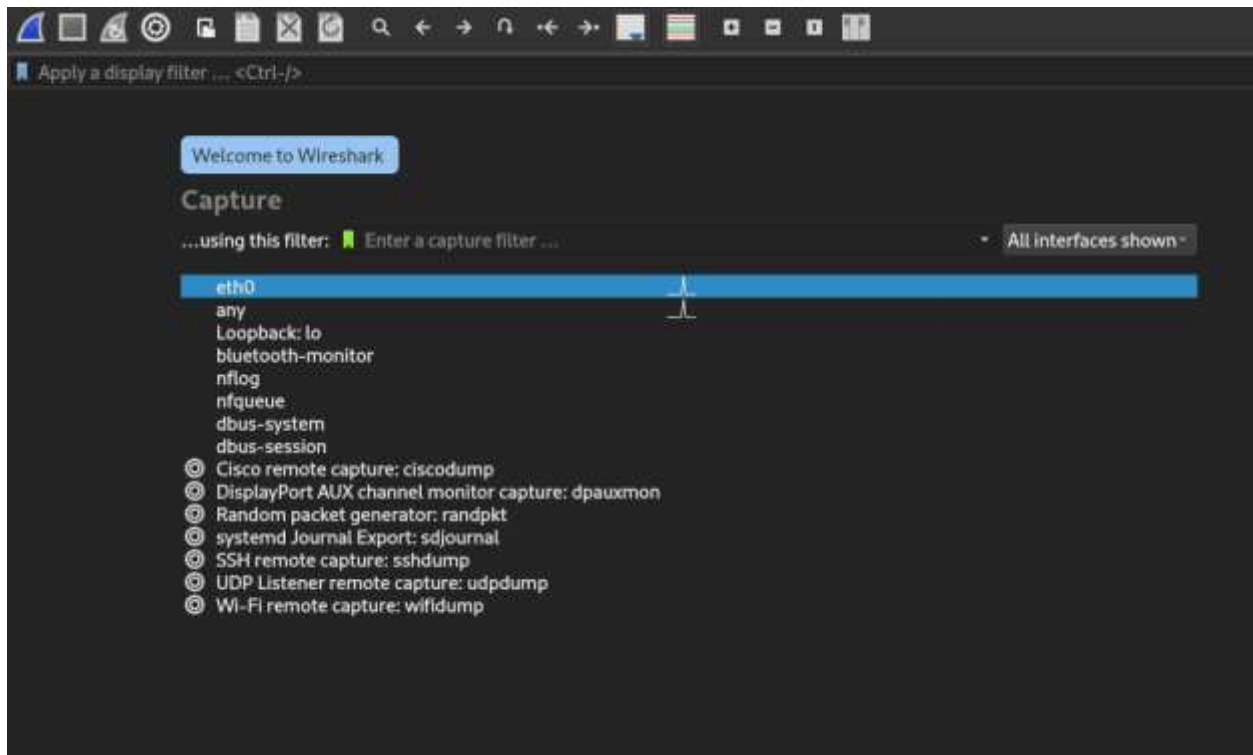 Apply a display filter ... <Ctrl-/>
Welcome to Wireshark
Capture
...using this filter: Enter a capture filter ... All interfaces shown
eth0
any
Loopback: lo
bluetooth-monitor
nflog
nfqueue
dbus-system
dbus-session
Cisco remote capture: ciscodump
DisplayPort AUX channel monitor capture: dpauxmon
Random packet generator: randpkt
systemd Journal Export: sdjournal
SSH remote capture: sshdump
UDP Listener remote capture: udpdump
Wi-Fi remote capture: wifidump